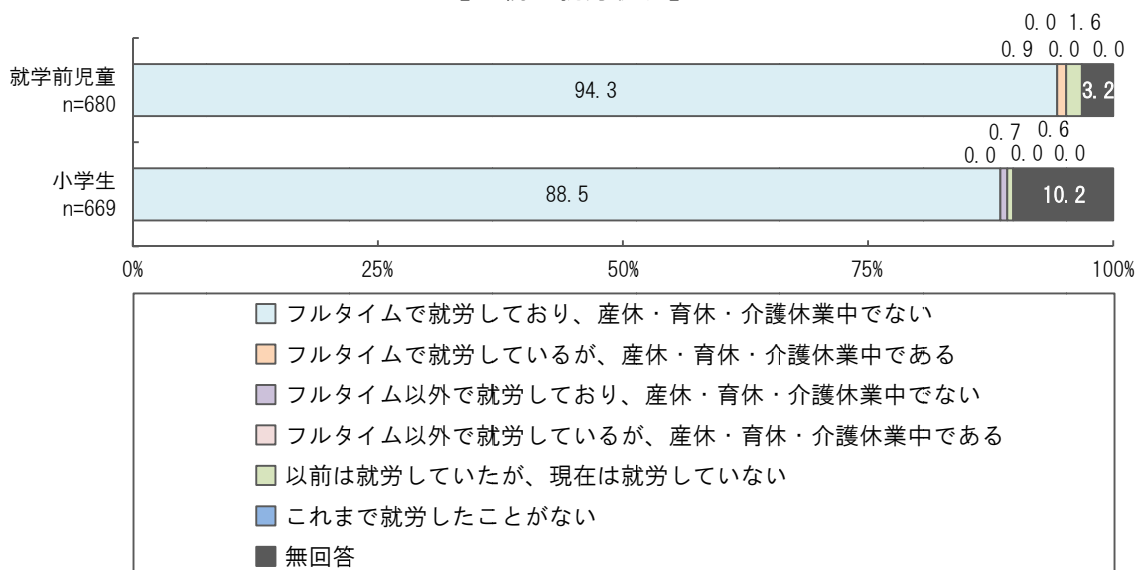 0.0 1.6
0.9 0.0 0.0
就学前児童
n=680
94.3
3.2
0.7 0.6
0.0 0.0 0.0
小学生
n=669
88.5
10.2
0% 25% 50% 75% 100%
フルタイムで就労しており、産休・育休・介護休業中でない
フルタイムで就労しているが、産休・育休・介護休業中である
フルタイム以外で就労しており、産休・育休・介護休業中でない
フルタイム以外で就労しているが、産休・育休・介護休業中である
以前は就労していたが、現在は就労していない
これまで就労したことがない
無回答